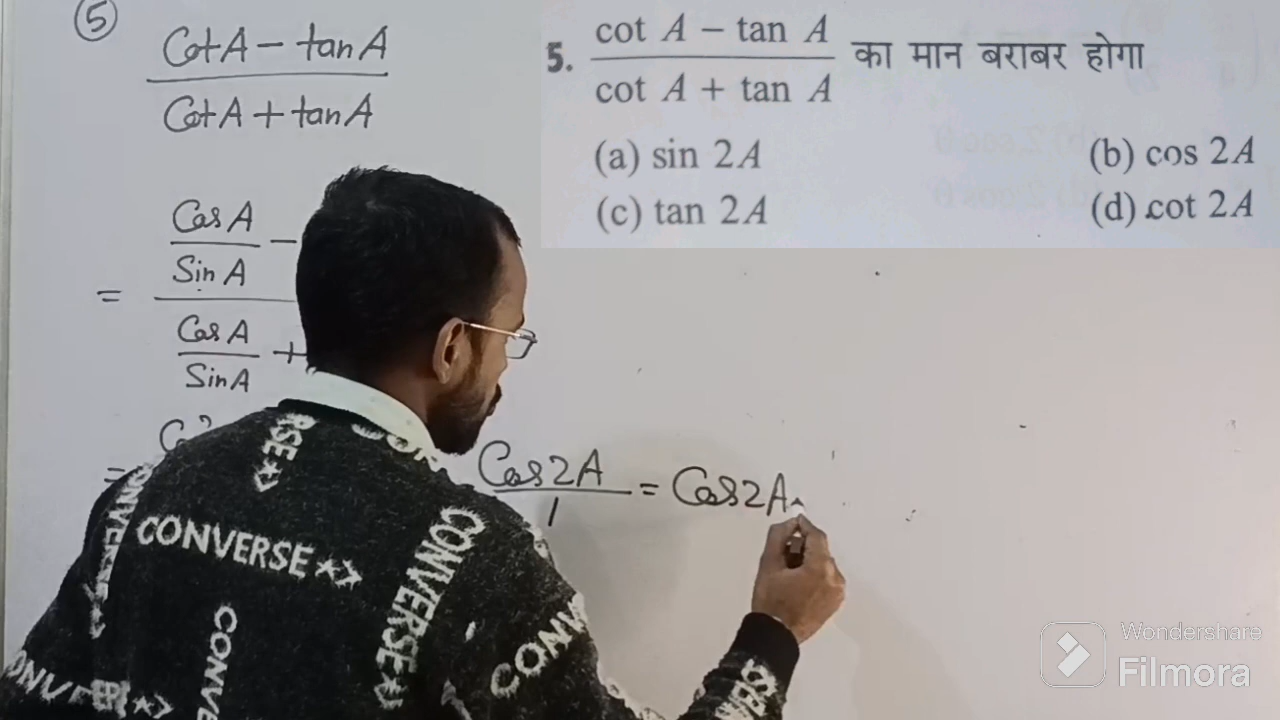 5
CotA - tanA
CotA + tanA
5. cot A − tan A
cot A + tan A
का मान बराबर होगा
(a) sin 2A (b) cos 2A
(c) tan 2A (d) cot 2A
CosA
SinA
−
=
CosA
SinA
+
=
Cos2A
1
= Cos2A
CONVERSE
CONVERSE
Wondershare
Filmora